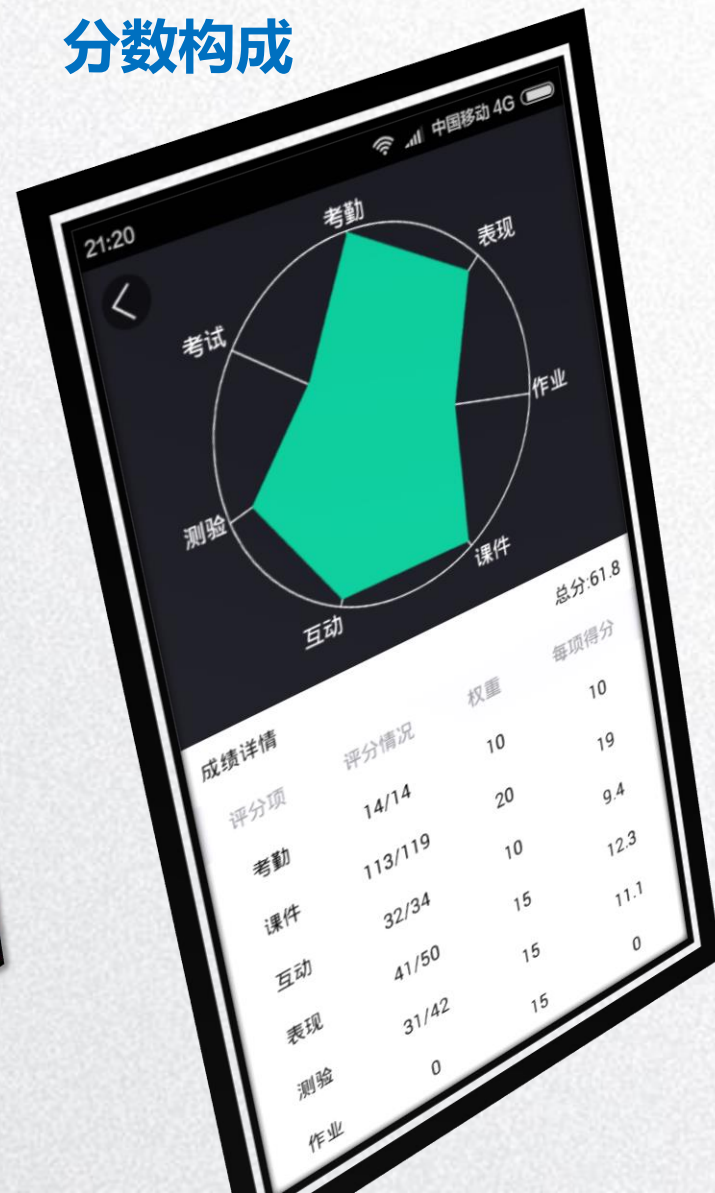 分数构成
中国移动 4G
21:20
考勤
表现
考试
作业
测验
课件
互动
总分:61.8
成绩详情
评分项 评分情况 权重 每项得分
考勤 14/14 10 10
课件 113/119 20 19
互动 32/34 10 9.4
表现 41/50 15 12.3
测验 31/42 15 11.1
作业 0 15 0